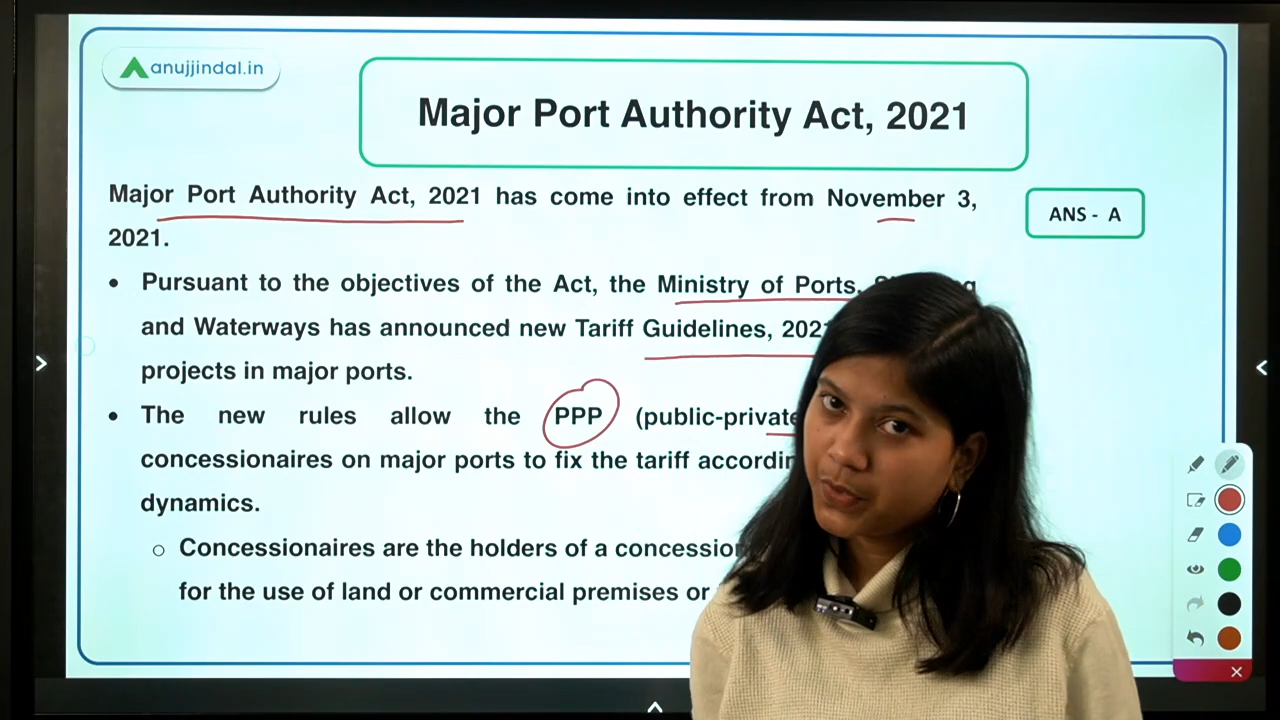 anujjindal.in
Major Port Authority Act, 2021
Major Port Authority Act, 2021 has come into effect from November 3,
2021.
ANS - A
• Pursuant to the objectives of the Act, the Ministry of Ports,
and Waterways has announced new Tariff Guidelines,
projects in major ports.
• The new rules allow the PPP
concessionaires on major ports to fix the tariff
dynamics.
○ Concessionaires are the holders of a
for the use of land or commercial premises or